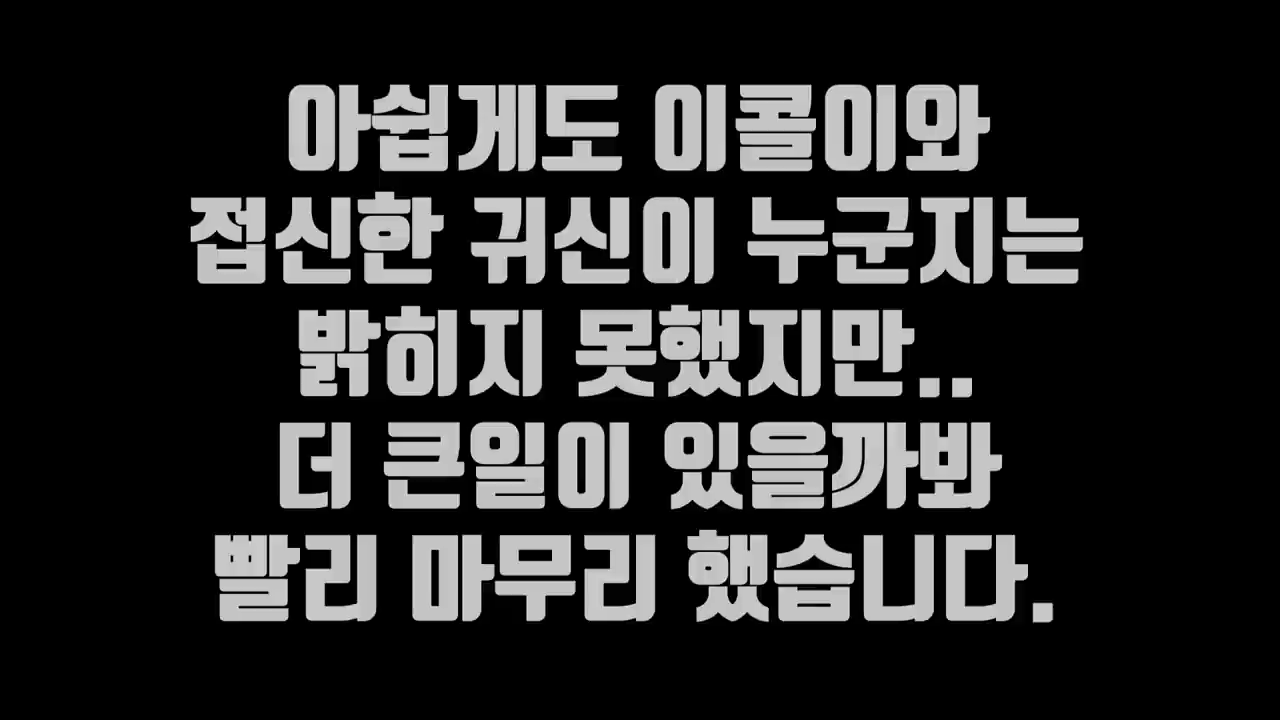 아쉽게도 이콜이와
접신한 귀신이 누군지는
밝히지 못했지만..
더 큰일이 있을까봐
빨리 마무리 했습니다.